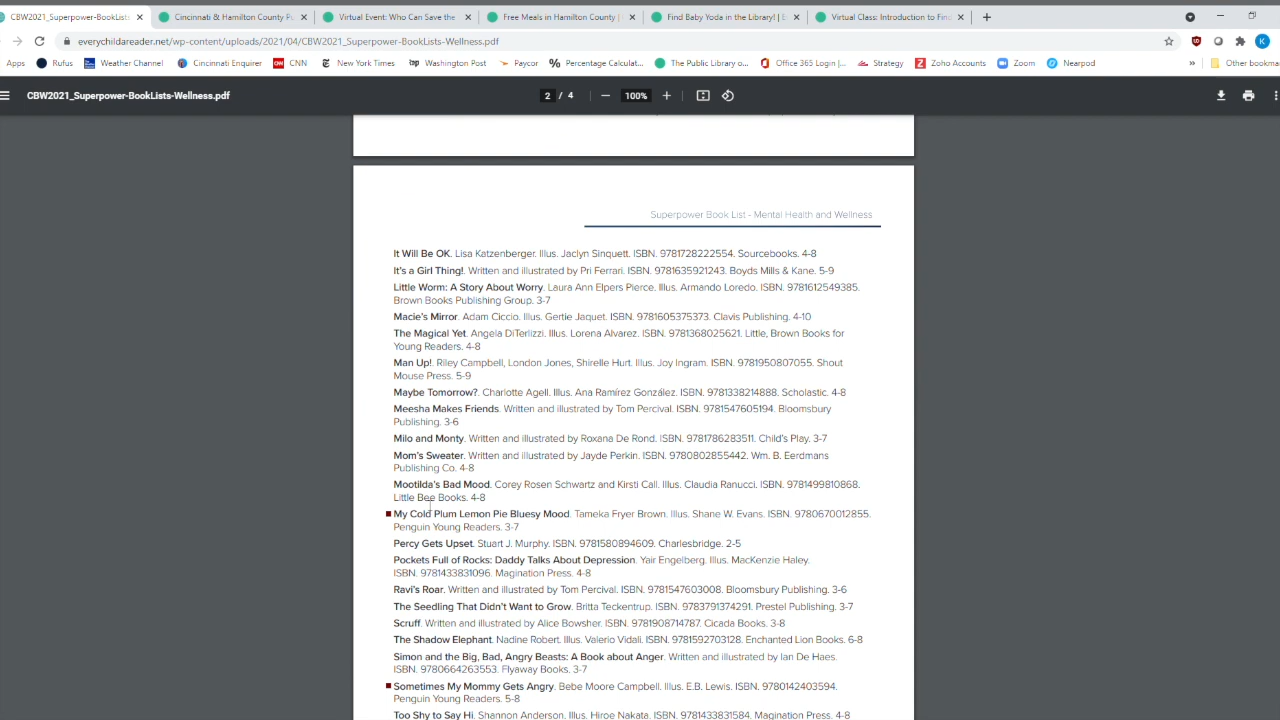 CBW2021_Superpower-BookLists
Cincinnati & Hamilton County Pu
Virtual Event: Who Can Save the
Free Meals in Hamilton County |
Find Baby Yoda in the Library! | B
Virtual Class: Introduction to Fin
everychildareader.net/wp-content/uploads/2021/04/CBW2021_Superpower-BookLists-Wellness.pdf
K
Apps
Rufus
Weather Channel
Cincinnati Enquirer
CNN
New York Times
Washington Post
Paycor
Percentage Calculat...
The Public Library o...
Office 365 Login |...
Strategy
Zoho Accounts
Zoom
Nearpod
»
Other bookma
CBW2021_Superpower-BookLists-Wellness.pdf
2 / 4
100%
Superpower Book List - Mental Health and Wellness
It Will Be OK. Lisa Katzenberger. Illus. Jaclyn Sinquett. ISBN. 9781728222554. Sourcebooks. 4-8
It's a Girl Thing!. Written and illustrated by Pri Ferrari. ISBN. 9781635921243. Boyds Mills & Kane. 5-9
Little Worm: A Story About Worry. Laura Ann Elpers Pierce. Illus. Armando Loredo. ISBN. 9781612549385.
Brown Books Publishing Group. 3-7
Macie's Mirror. Adam Ciccio. Illus. Gertie Jaquet. ISBN. 9781605375373. Clavis Publishing. 4-10
The Magical Yet. Angela DiTerlizzi. Illus. Lorena Alvarez. ISBN. 9781368025621. Little, Brown Books for
Young Readers. 4-8
Man Up!. Riley Campbell, London Jones, Shirelle Hurt. Illus. Joy Ingram. ISBN. 9781950807055. Shout
Mouse Press. 5-9
Maybe Tomorrow?. Charlotte Agell. Illus. Ana Ramírez González. ISBN. 9781338214888. Scholastic. 4-8
Meesha Makes Friends. Written and illustrated by Tom Percival. ISBN. 9781547605194. Bloomsbury
Publishing. 3-6
Milo and Monty. Written and illustrated by Roxana De Rond. ISBN. 9781786283511. Child's Play. 3-7
Mom's Sweater. Written and illustrated by Jayde Perkin. ISBN. 9780802855442. Wm. B. Eerdmans
Publishing Co. 4-8
Mootilda's Bad Mood. Corey Rosen Schwartz and Kirsti Call. Illus. Claudia Ranucci. ISBN. 9781499810868.
Little Bee Books. 4-8
My Cold Plum Lemon Pie Bluesy Mood. Tameka Fryer Brown. Illus. Shane W. Evans. ISBN. 9780670012855.
Penguin Young Readers. 3-7
Percy Gets Upset. Stuart J. Murphy. ISBN. 9781580894609. Charlesbridge. 2-5
Pockets Full of Rocks: Daddy Talks About Depression. Yair Engelberg. Illus. MacKenzie Haley.
ISBN. 9781433831096. Magination Press. 4-8
Ravi's Roar. Written and illustrated by Tom Percival. ISBN. 9781547603008. Bloomsbury Publishing. 3-6
The Seedling That Didn't Want to Grow. Britta Teckentrup. ISBN. 9783791374291. Prestel Publishing. 3-7
Scruff. Written and illustrated by Alice Bowsher. ISBN. 9781908714787. Cicada Books. 3-8
The Shadow Elephant. Nadine Robert. Illus. Valerio Vidali. ISBN. 9781592703128. Enchanted Lion Books. 6-8
Simon and the Big, Bad, Angry Beasts: A Book about Anger. Written and illustrated by Ian De Haes.
ISBN. 9780664263553. Flyaway Books. 3-7
Sometimes My Mommy Gets Angry. Bebe Moore Campbell. Illus. E.B. Lewis. ISBN. 9780142403594.
Penguin Young Readers. 5-8
Too Shy to Say Hi. Shannon Anderson. Illus. Hiroe Nakata. ISBN. 9781433831584. Magination Press. 4-8